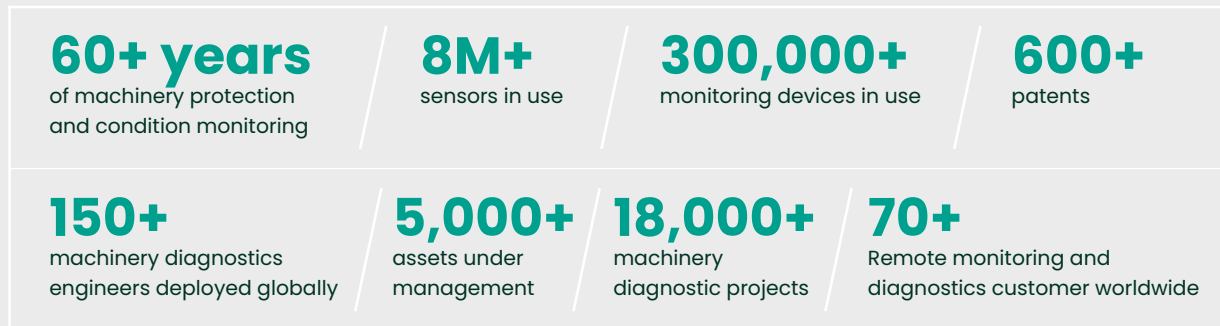 60+ years
of machinery protection
and condition monitoring
8M+
sensors in use
300,000+
monitoring devices in use
600+
patents
150+
machinery diagnostics
engineers deployed globally
5,000+
assets under
management
18,000+
machinery
diagnostic projects
70+
Remote monitoring and
diagnostics customer worldwide